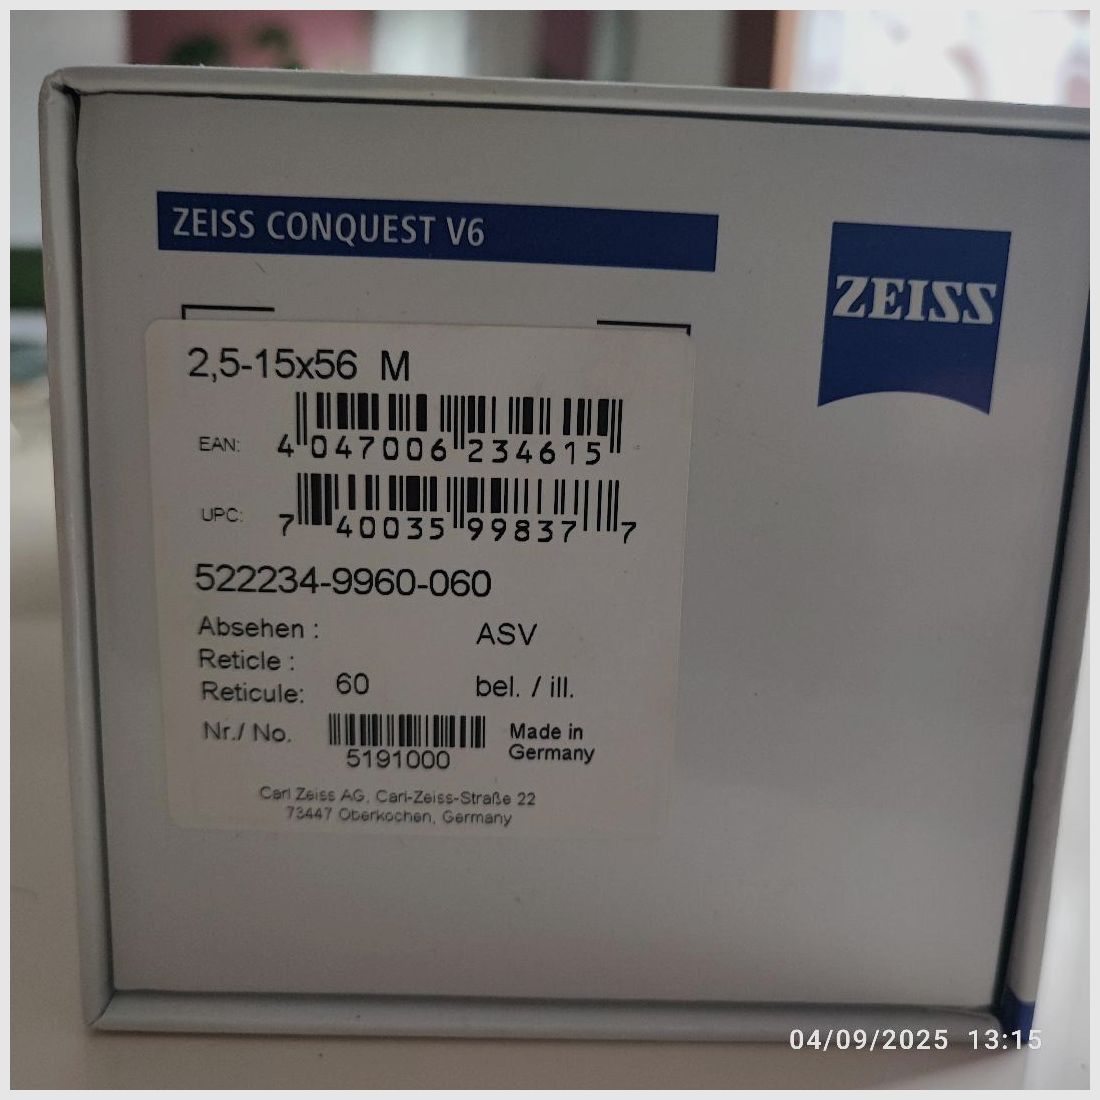 ZEISS CONQUEST V6
ZEISS
2,5-15x56 M
EAN: 4 047006 234615
UPC: 7 40035 99837 7
522234-9960-060
Absehen : ASV
Reticle :
Reticule: 60 bel. / ill.
Nr./ No. 5191000 Made in
Germany
Carl Zeiss AG, Carl-Zeiss-Straße 22
73447 Oberkochen, Germany
04/09/2025 13:15